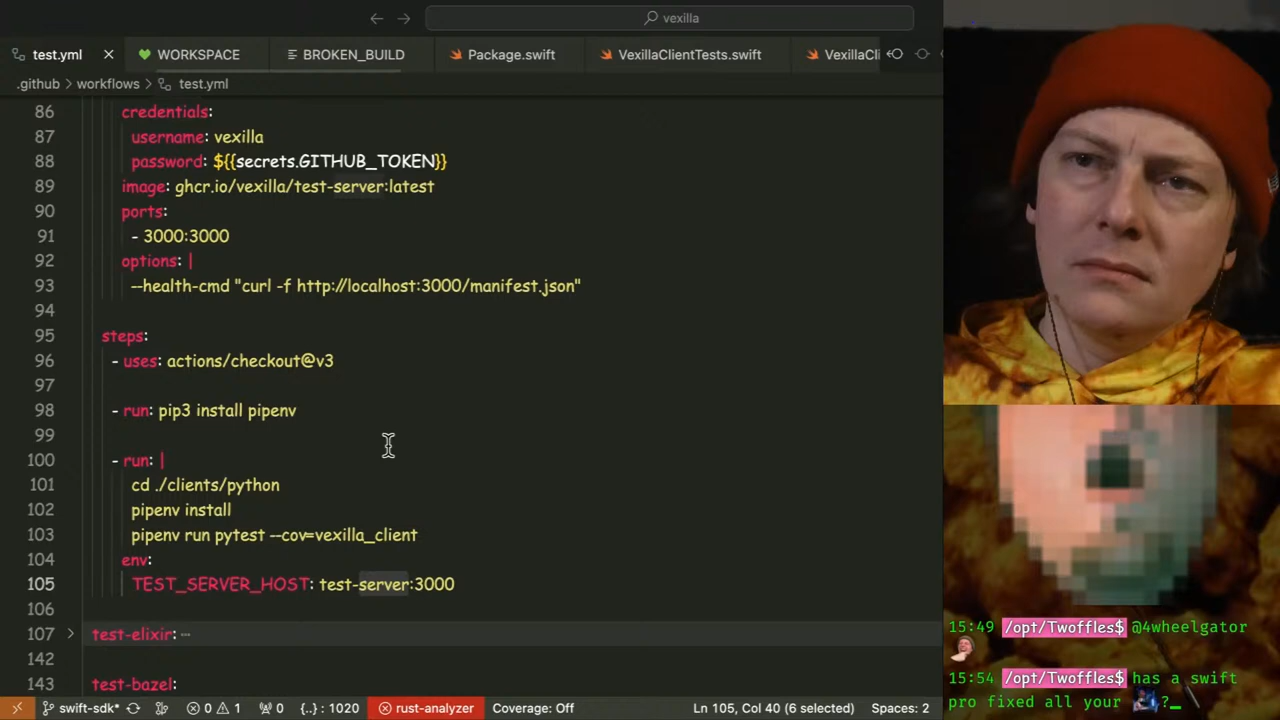 vexilla
test.yml
WORKSPACE
BROKEN_BUILD
Package.swift
VexillaClientTests.swift
VexillaCli
.github > workflows > test.yml
86 credentials:
87 username: vexilla
88 password: ${{secrets.GITHUB_TOKEN}}
89 image: ghcr.io/vexilla/test-server:latest
90 ports:
91 - 3000:3000
92 options: |
93 --health-cmd "curl -f http://localhost:3000/manifest.json"
94
95 steps:
96 - uses: actions/checkout@v3
97
98 - run: pip3 install pipenv
99
100 - run: |
101 cd ./clients/python
102 pipenv install
103 pipenv run pytest --cov=vexilla_client
104 env:
105 TEST_SERVER_HOST: test-server:3000
106
107 test-elixir: ···
142
143 test-bazel:
swift-sdk* 0 1 0 {..} : 1020 rust-analyzer Coverage: Off Ln 105, Col 40 (6 selected) Spaces: 2
15:49 /opt/Twoffles$ @4wheelgator
15:54 /opt/Twoffles$ has a swift
pro fixed all your ?_